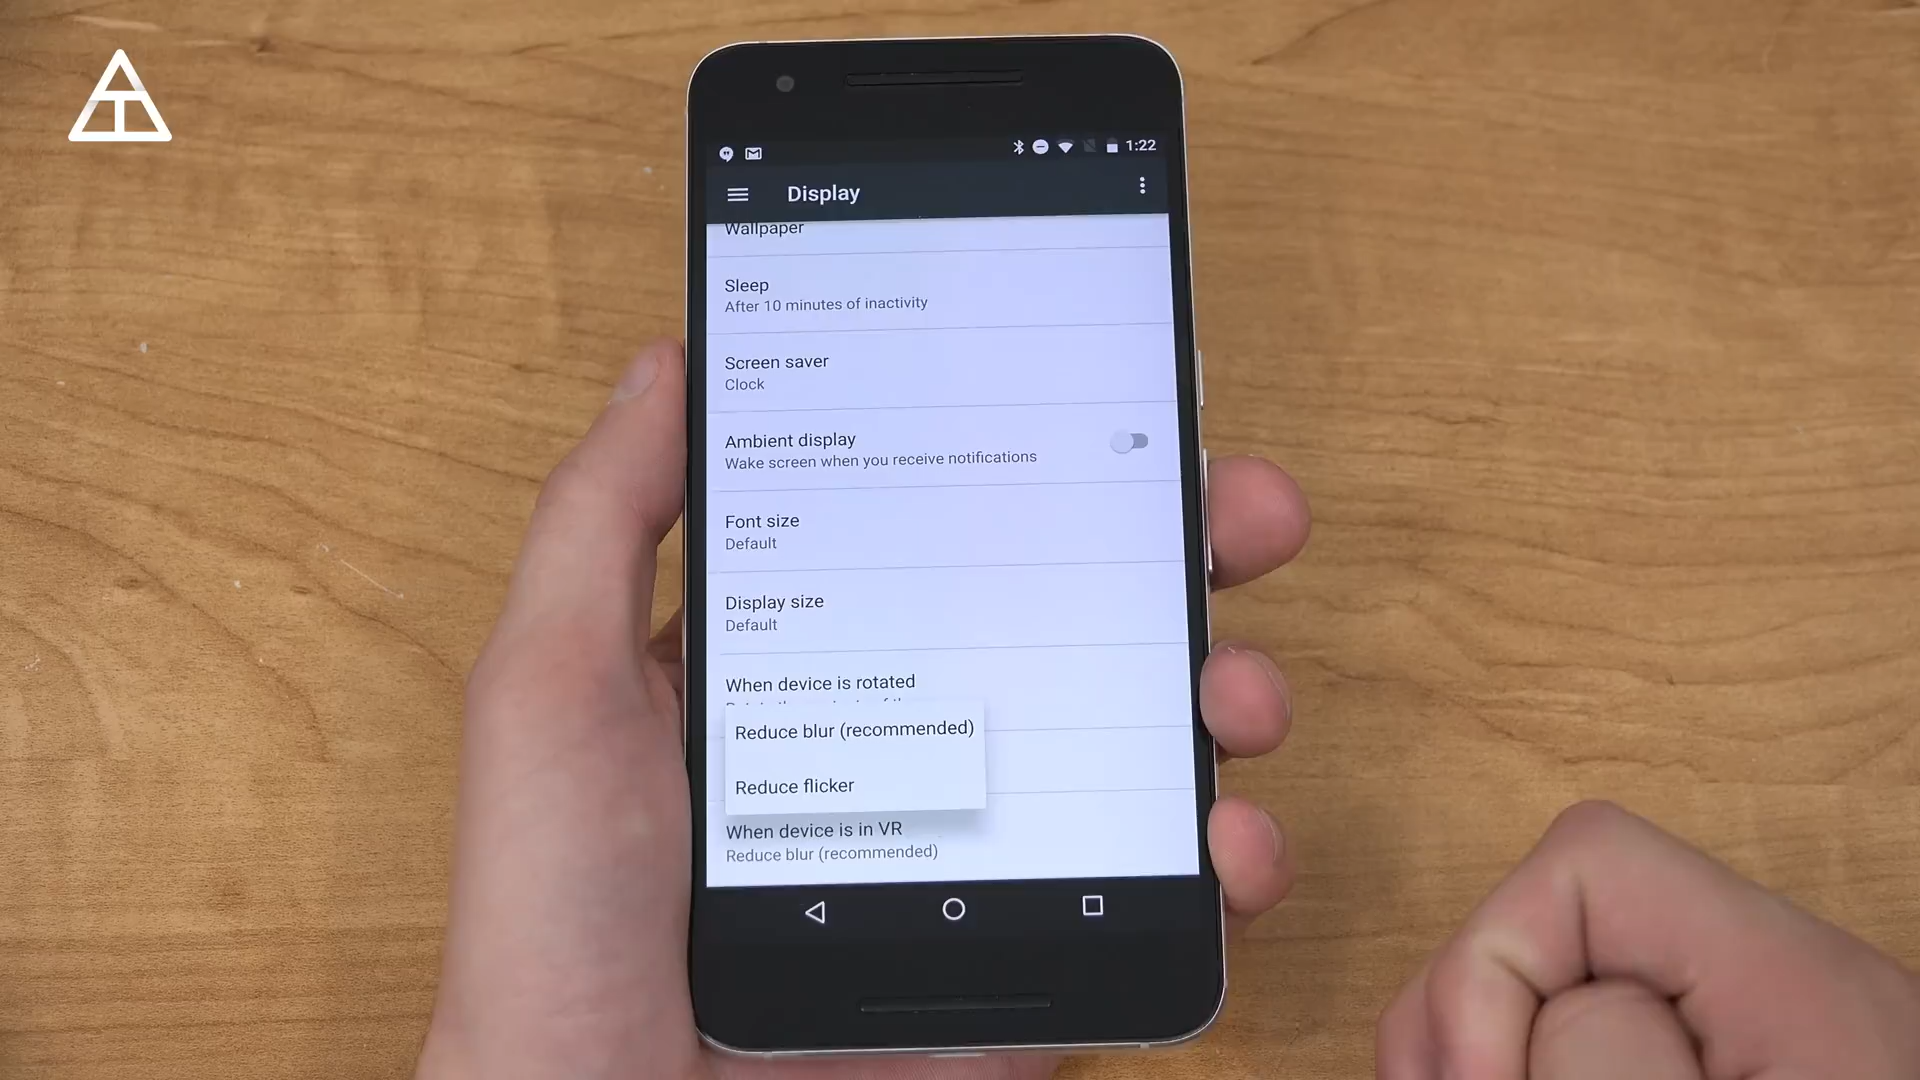 1:22
Display
Wallpaper
Sleep
After 10 minutes of inactivity
Screen saver
Clock
Ambient display
Wake screen when you receive notifications
Font size
Default
Display size
Default
When device is rotated
Reduce blur (recommended)
Reduce flicker
When device is in VR
Reduce blur (recommended)